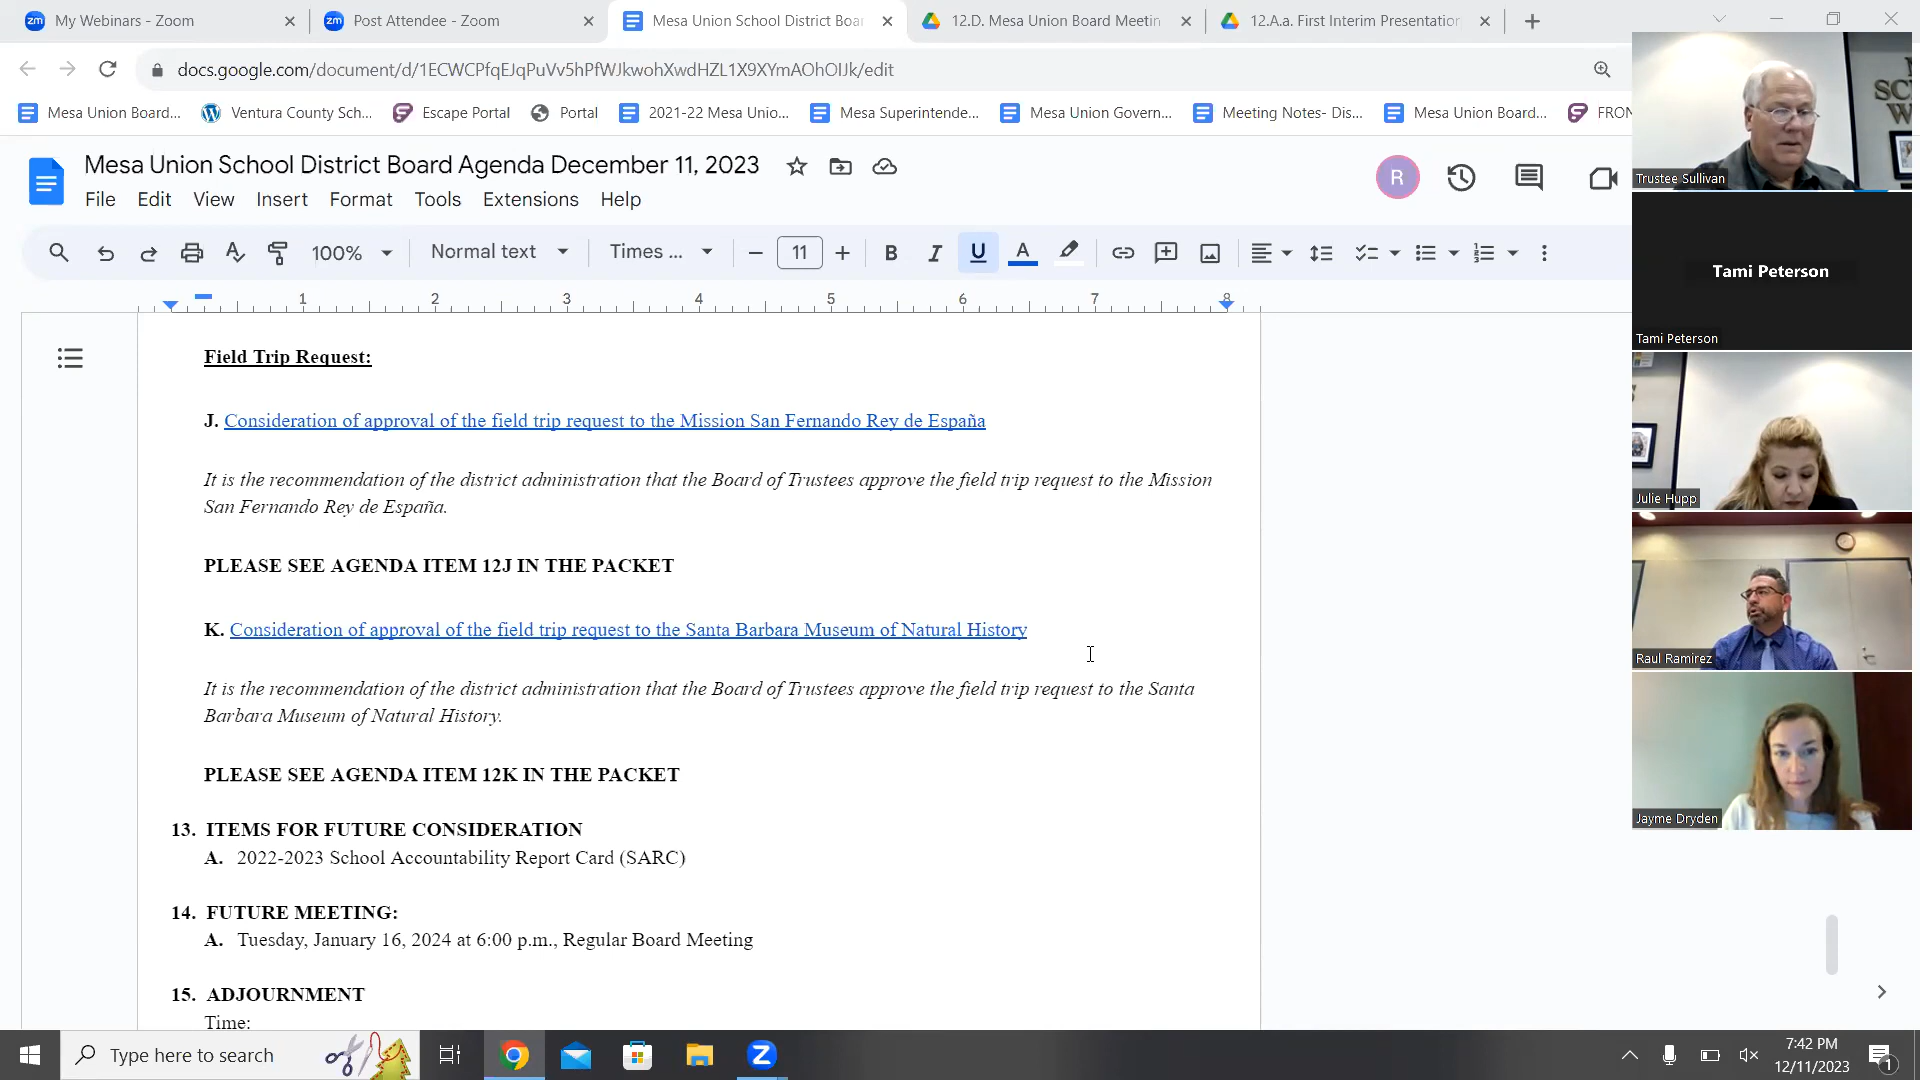 My Webinars - Zoom
Post Attendee - Zoom
Mesa Union School District Boar
12.D. Mesa Union Board Meetin
12.A.a. First Interim Presentation
docs.google.com/document/d/1ECWCPfqEJqPuVv5hPfWJkwohXwdHZL1X9XYmAOhOIJk/edit
Mesa Union Board...
Ventura County Sch...
Escape Portal
Portal
2021-22 Mesa Unio...
Mesa Superintende...
Mesa Union Govern...
Meeting Notes- Dis...
Mesa Union Board...
FRON
Mesa Union School District Board Agenda December 11, 2023
R
File Edit View Insert Format Tools Extensions Help
100% Normal text Times ... 11 B I U A
1 2 3 4 5 6 7 8
Field Trip Request:
J. Consideration of approval of the field trip request to the Mission San Fernando Rey de España
It is the recommendation of the district administration that the Board of Trustees approve the field trip request to the Mission
San Fernando Rey de España.
PLEASE SEE AGENDA ITEM 12J IN THE PACKET
K. Consideration of approval of the field trip request to the Santa Barbara Museum of Natural History
It is the recommendation of the district administration that the Board of Trustees approve the field trip request to the Santa
Barbara Museum of Natural History.
PLEASE SEE AGENDA ITEM 12K IN THE PACKET
13. ITEMS FOR FUTURE CONSIDERATION
A. 2022-2023 School Accountability Report Card (SARC)
14. FUTURE MEETING:
A. Tuesday, January 16, 2024 at 6:00 p.m., Regular Board Meeting
15. ADJOURNMENT
Time:
Trustee Sullivan
Tami Peterson
Tami Peterson
Julie Hupp
Raul Ramirez
Jayme Dryden
Type here to search
7:42 PM
12/11/2023
1